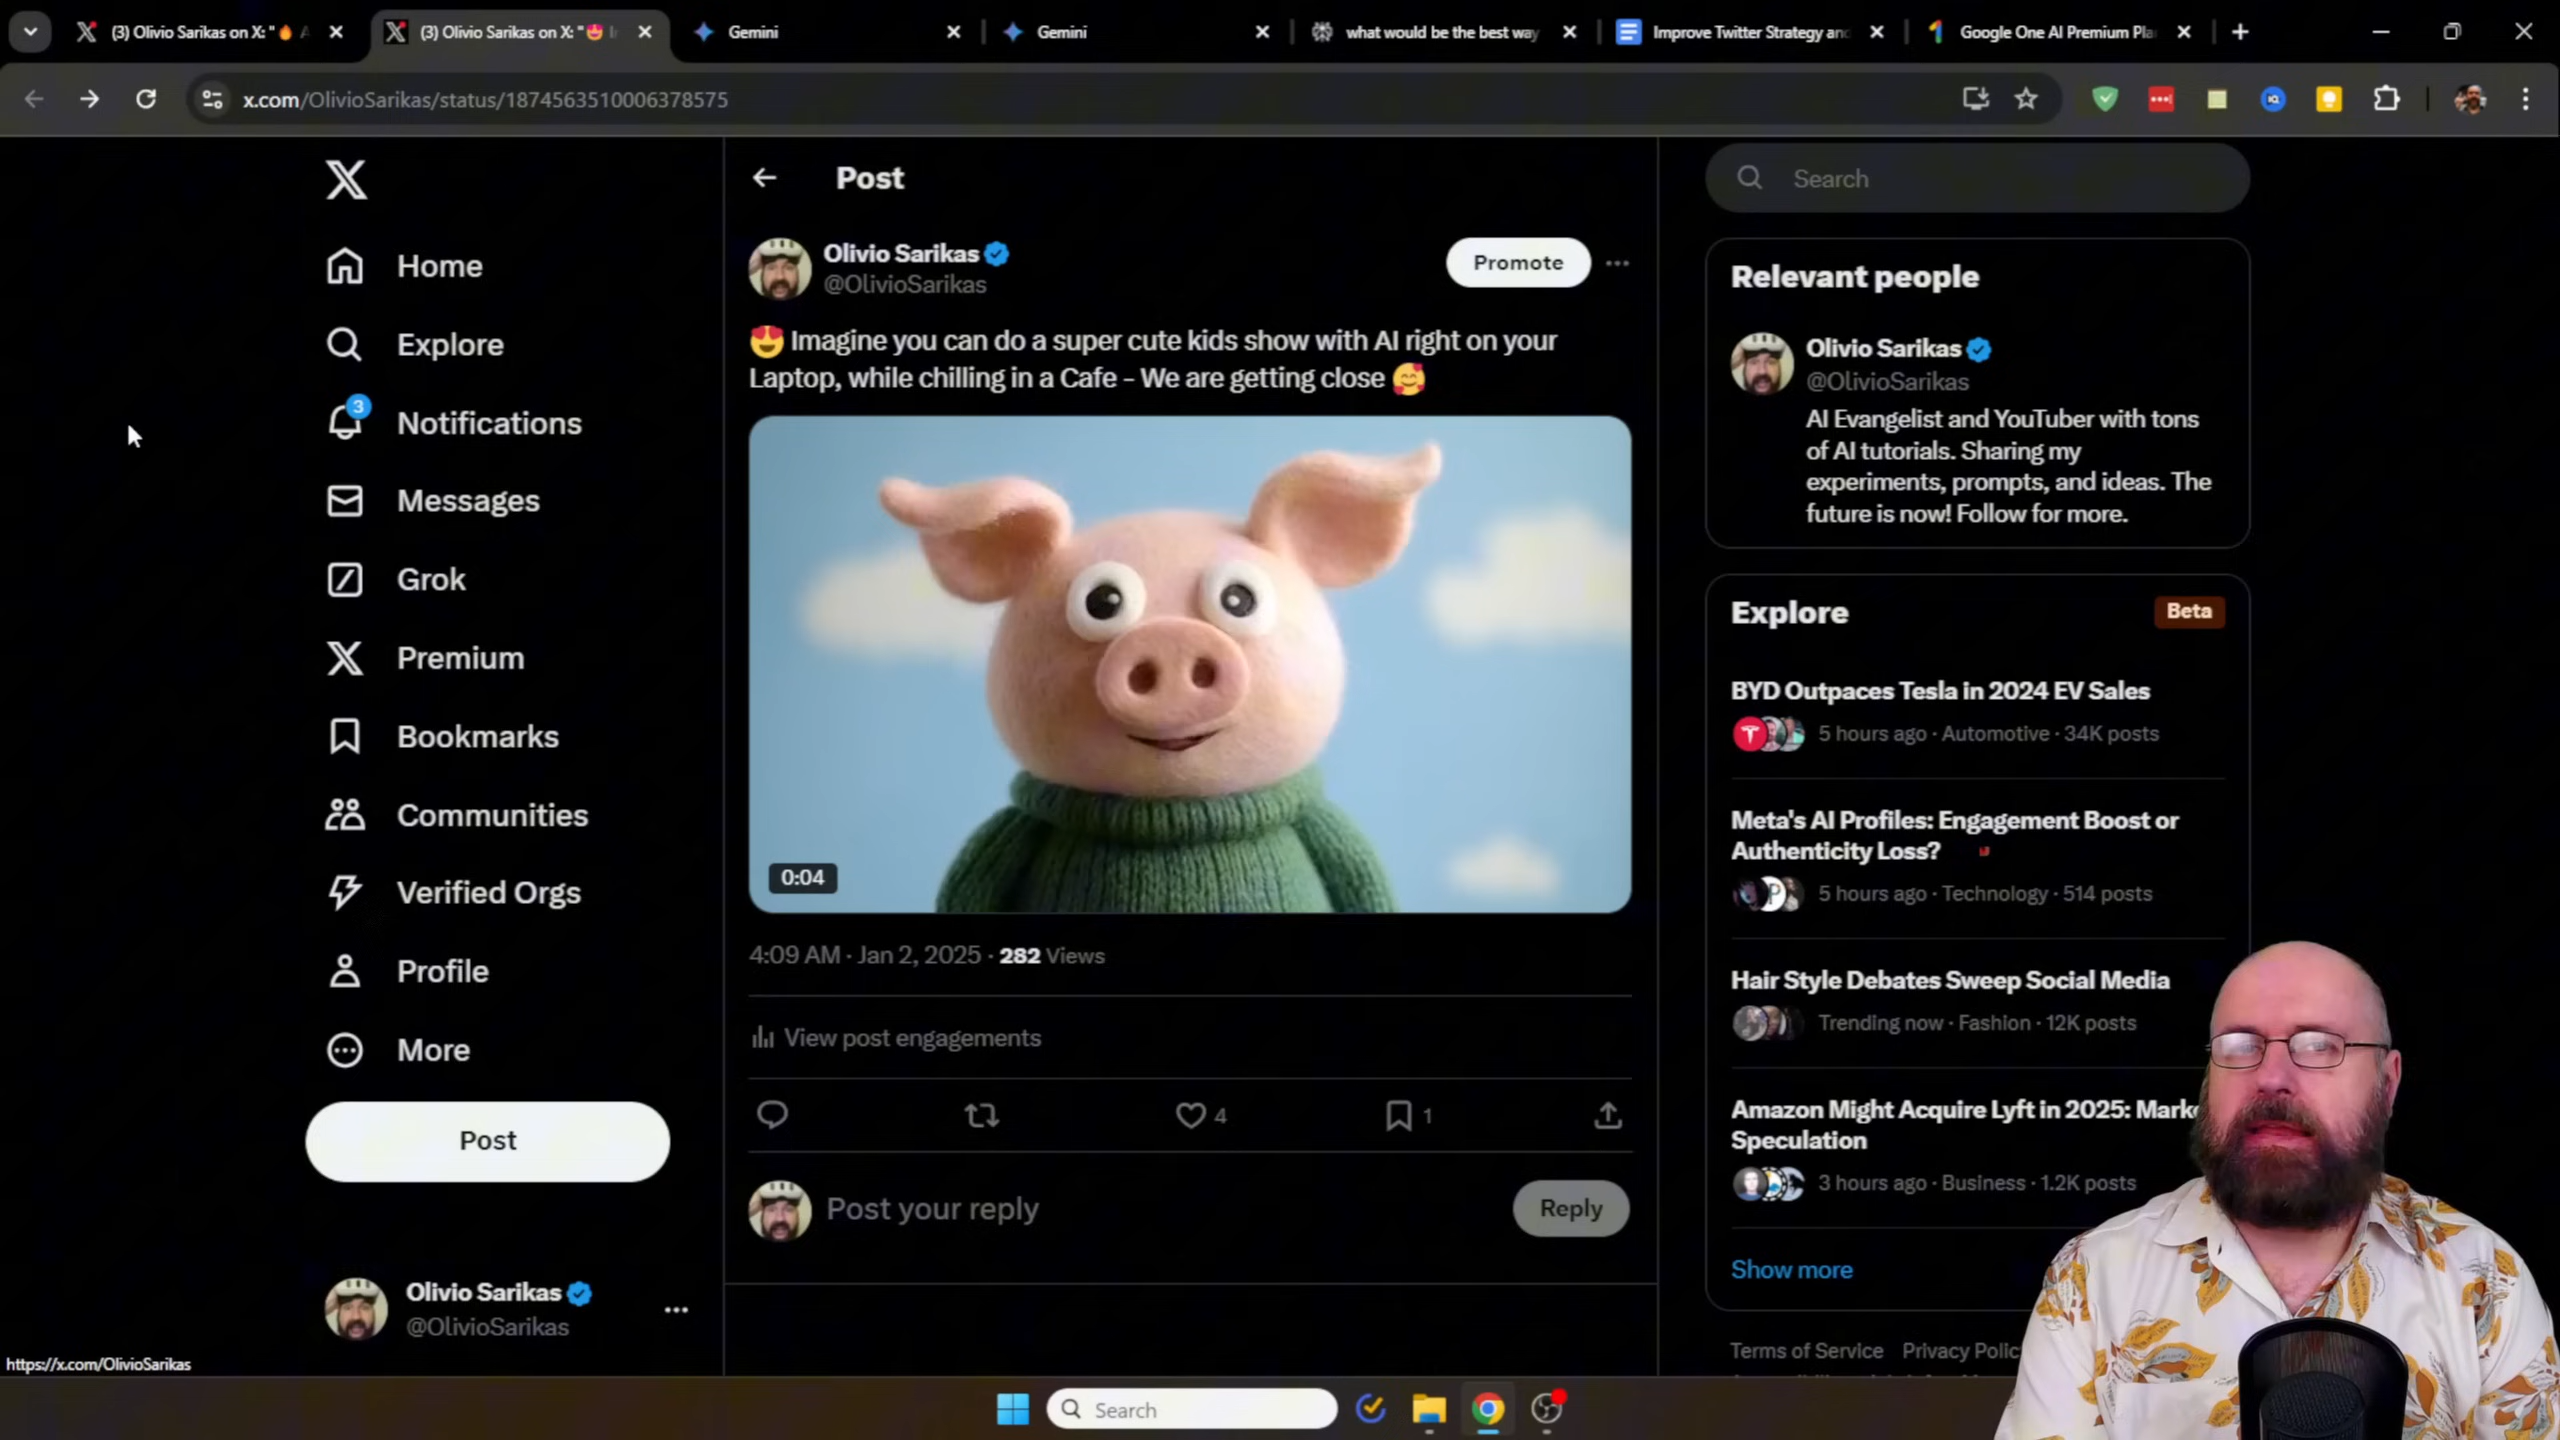 (3) Olivio Sarikas on X: "🔥 A
(3) Olivio Sarikas on X: "😍 I
Gemini
Gemini
what would be the best way
Improve Twitter Strategy and
Google One AI Premium Pla
x.com/OlivioSarikas/status/1874563510006378575
Home
Explore
3
Notifications
Messages
Grok
Premium
Bookmarks
Communities
Verified Orgs
Profile
More
Post
Olivio Sarikas
@OlivioSarikas
https://x.com/OlivioSarikas
Post
Olivio Sarikas
@OlivioSarikas
Promote
😍 Imagine you can do a super cute kids show with AI right on your
Laptop, while chilling in a Cafe - We are getting close 🥰
0:04
4:09 AM · Jan 2, 2025 · 282 Views
View post engagements
4
1
Post your reply
Reply
Search
Relevant people
Olivio Sarikas
@OlivioSarikas
AI Evangelist and YouTuber with tons
of AI tutorials. Sharing my
experiments, prompts, and ideas. The
future is now! Follow for more.
Explore
Beta
BYD Outpaces Tesla in 2024 EV Sales
5 hours ago · Automotive · 34K posts
Meta's AI Profiles: Engagement Boost or
Authenticity Loss?
5 hours ago · Technology · 514 posts
Hair Style Debates Sweep Social Media
Trending now · Fashion · 12K posts
Amazon Might Acquire Lyft in 2025: Marke
Speculation
3 hours ago · Business · 1.2K posts
Show more
Terms of Service Privacy Polic
Search